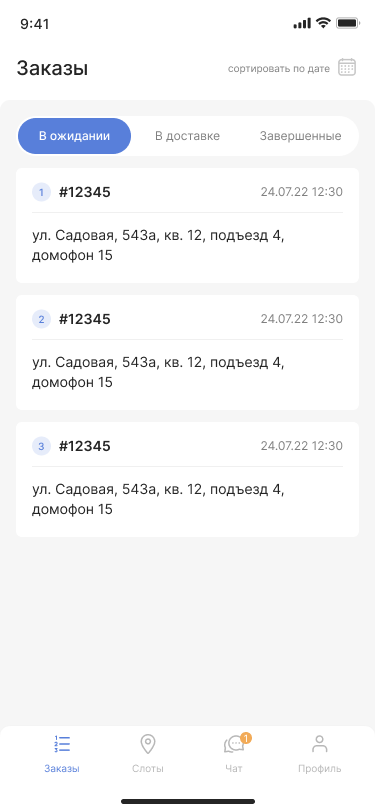 9:41
Заказы
сортировать по дате
В ожидании
В доставке
Завершенные
1 #12345 24.07.22 12:30
ул. Садовая, 543а, кв. 12, подъезд 4,
домофон 15
2 #12345 24.07.22 12:30
ул. Садовая, 543а, кв. 12, подъезд 4,
домофон 15
3 #12345 24.07.22 12:30
ул. Садовая, 543а, кв. 12, подъезд 4,
домофон 15
1
Заказы
Слоты
Чат
Профиль